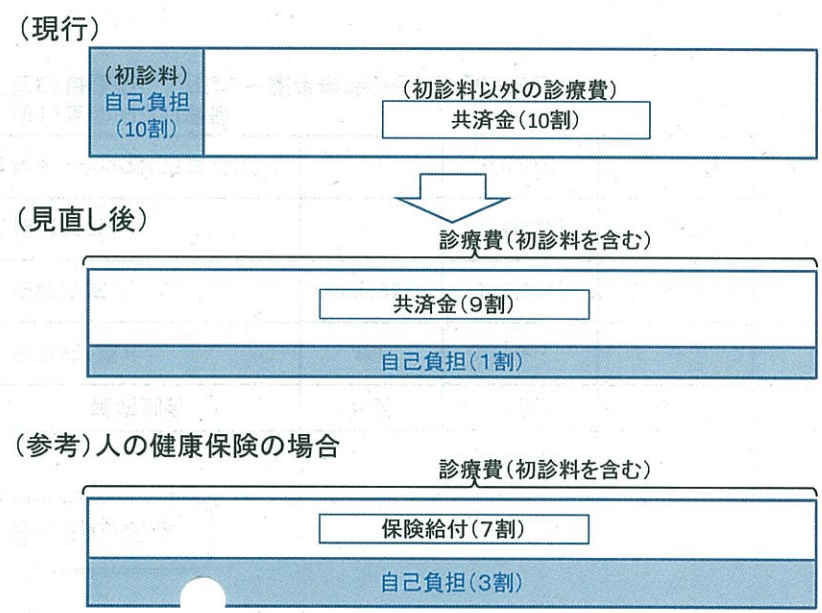 (現行)
(初診料)
自己負担
(10割)
(初診料以外の診療費)
共済金(10割)
(見直し後)
診療費(初診料を含む)
共済金(9割)
自己負担(1割)
(参考)人の健康保険の場合
診療費(初診料を含む)
保険給付(7割)
自己負担(3割)